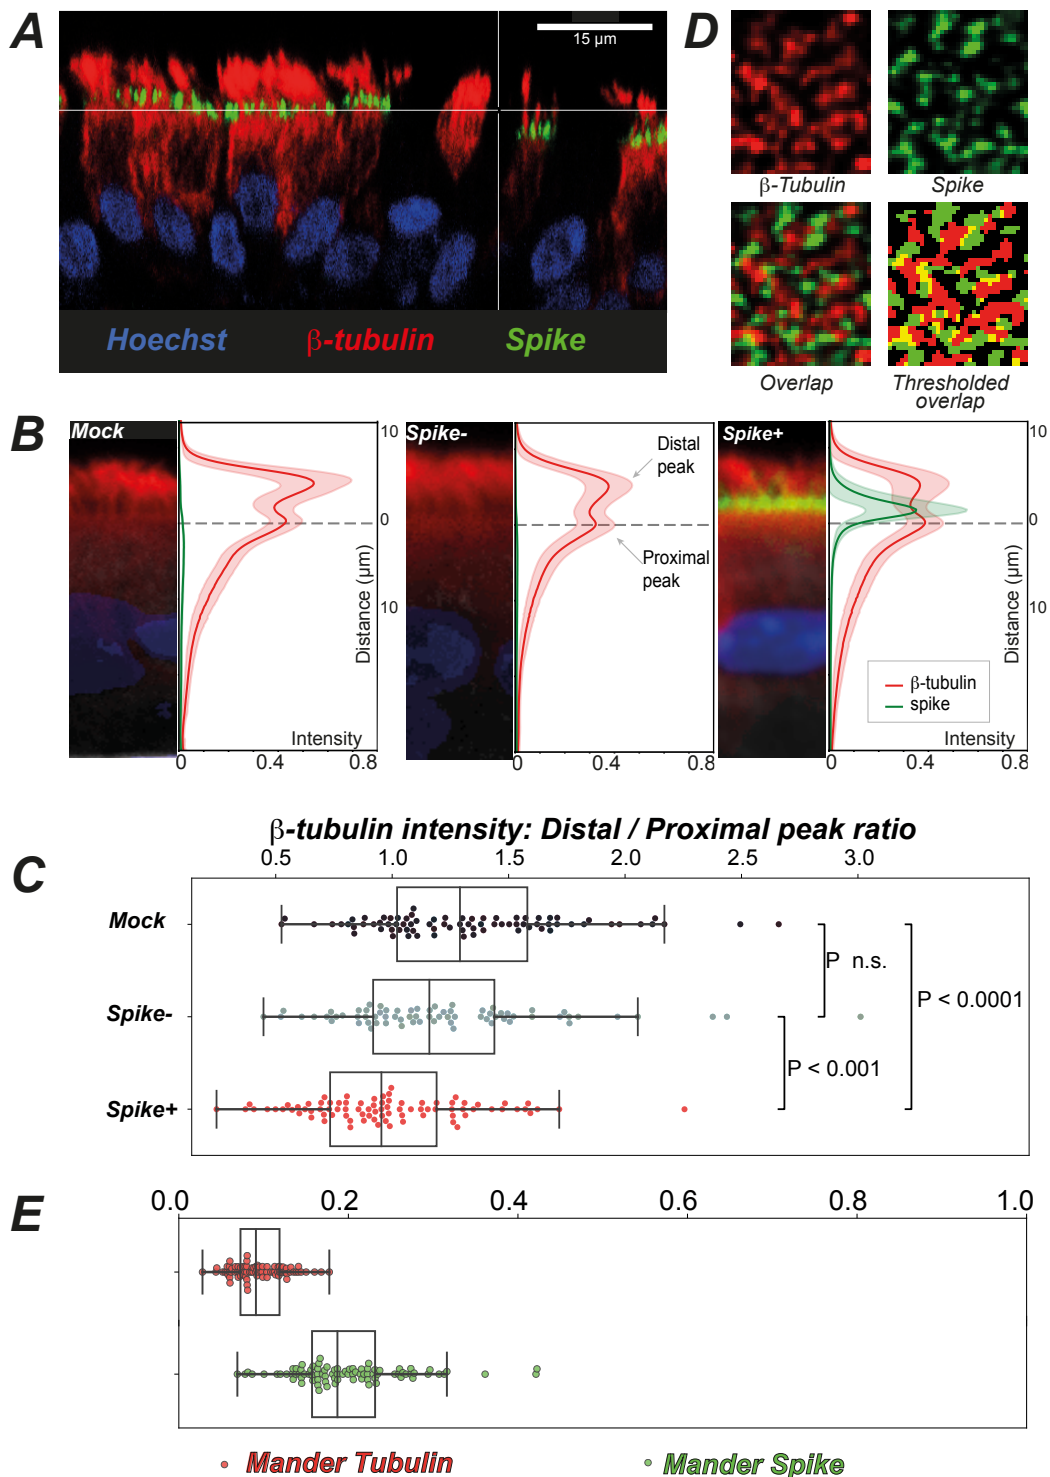 A
15 µm
Hoechst β-tubulin Spike
D
β-Tubulin Spike
Overlap Thresholded
overlap
B
Mock
Distance (µm)
Intensity
0 0.4 0.8
Spike-
Distal
peak
Proximal
peak
0 0.4 0.8
Spike+
10
0
10
Distance (µm)
β-tubulin
spike
Intensity
0 0.4 0.8
10
0
10
β-tubulin intensity: Distal / Proximal peak ratio
C
0.5 1.0 1.5 2.0 2.5 3.0
Mock
Spike-
Spike+
P n.s.
P < 0.0001
P < 0.001
E
0.0 0.2 0.4 0.6 0.8 1.0
Mander Tubulin Mander Spike